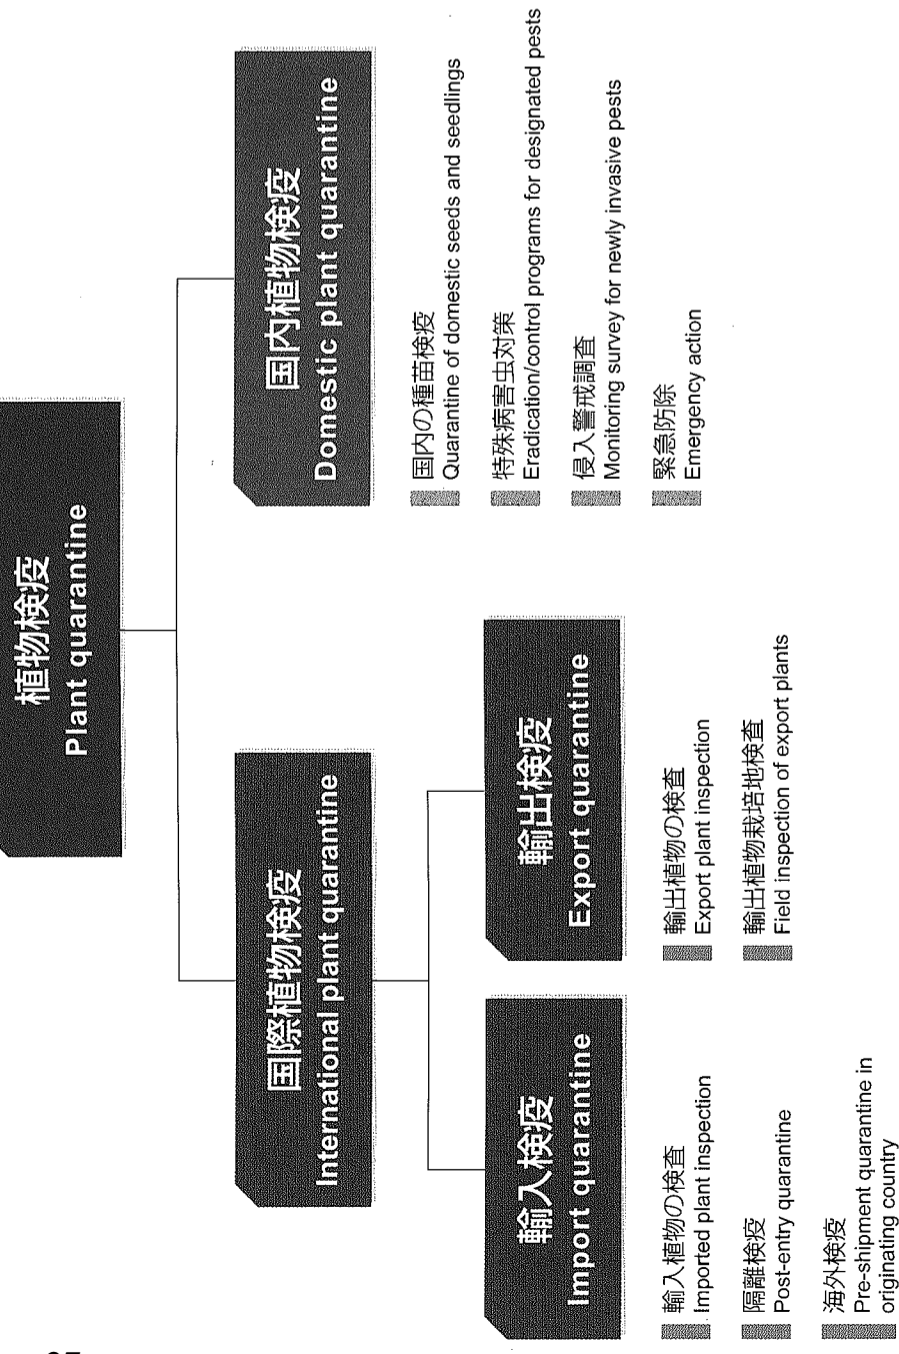 植物検疫
Plant quarantine
国際植物検疫
International plant quarantine
輸入検疫
Import quarantine
輸入植物の検査
Imported plant inspection
隔離検疫
Post-entry quarantine
海外検疫
Pre-shipment quarantine in
originating country
輸出検疫
Export quarantine
輸出植物の検査
Export plant inspection
輸出植物栽培地検査
Field inspection of export plants
国内植物検疫
Domestic plant quarantine
国内の種苗検疫
Quarantine of domestic seeds and seedlings
特殊病害虫対策
Eradication/control programs for designated pests
侵入警戒調査
Monitoring survey for newly invasive pests
緊急防除
Emergency action